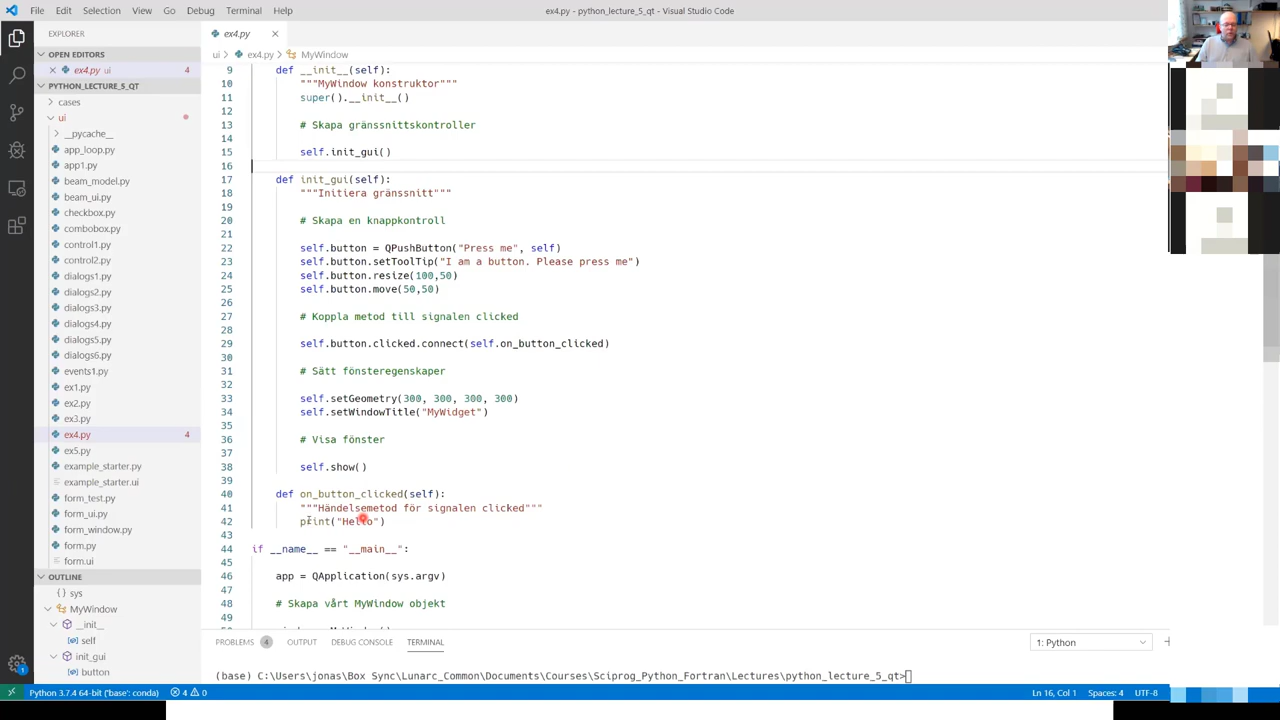 File Edit Selection View Go Debug Terminal Help
ex4.py - python_lecture_5_qt - Visual Studio Code
EXPLORER
OPEN EDITORS
ex4.py ui 4
PYTHON_LECTURE_5_QT
cases
ui
__pycache__
app_loop.py
app1.py
beam_model.py
beam_ui.py
checkbox.py
combobox.py
control1.py
control2.py
dialogs1.py
dialogs2.py
dialogs3.py
dialogs4.py
dialogs5.py
dialogs6.py
events1.py
ex1.py
ex2.py
ex3.py
ex4.py 4
ex5.py
example_starter.py
example_starter.ui
form_test.py
form_ui.py
form_window.py
form.py
form.ui
OUTLINE
sys
MyWindow
__init__
self
init_gui
button
ex4.py
ui > ex4.py > MyWindow
9 def __init__(self):
10 """MyWindow konstruktor"""
11 super().__init__()
12
13 # Skapa gränssnittskontroller
14
15 self.init_gui()
16
17 def init_gui(self):
18 """Initiera gränssnitt"""
19
20 # Skapa en knappkontroll
21
22 self.button = QPushButton("Press me", self)
23 self.button.setToolTip("I am a button. Please press me")
24 self.button.resize(100,50)
25 self.button.move(50,50)
26
27 # Koppla metod till signalen clicked
28
29 self.button.clicked.connect(self.on_button_clicked)
30
31 # Sätt fönsteregenskaper
32
33 self.setGeometry(300, 300, 300, 300)
34 self.setWindowTitle("MyWidget")
35
36 # Visa fönster
37
38 self.show()
39
40 def on_button_clicked(self):
41 """Händelsemetod för signalen clicked"""
42 print("Hello")
43
44 if __name__ == "__main__":
45
46 app = QApplication(sys.argv)
47
48 # Skapa vårt MyWindow objekt
49
PROBLEMS 4 OUTPUT DEBUG CONSOLE TERMINAL
1: Python
(base) C:\Users\jonas\Box Sync\Lunarc_Common\Documents\Courses\Sciprog_Python_Fortran\Lectures\python_lecture_5_qt>
Python 3.7.4 64-bit ('base': conda) 4 0
Ln 16, Col 1 Spaces: 4 UTF-8